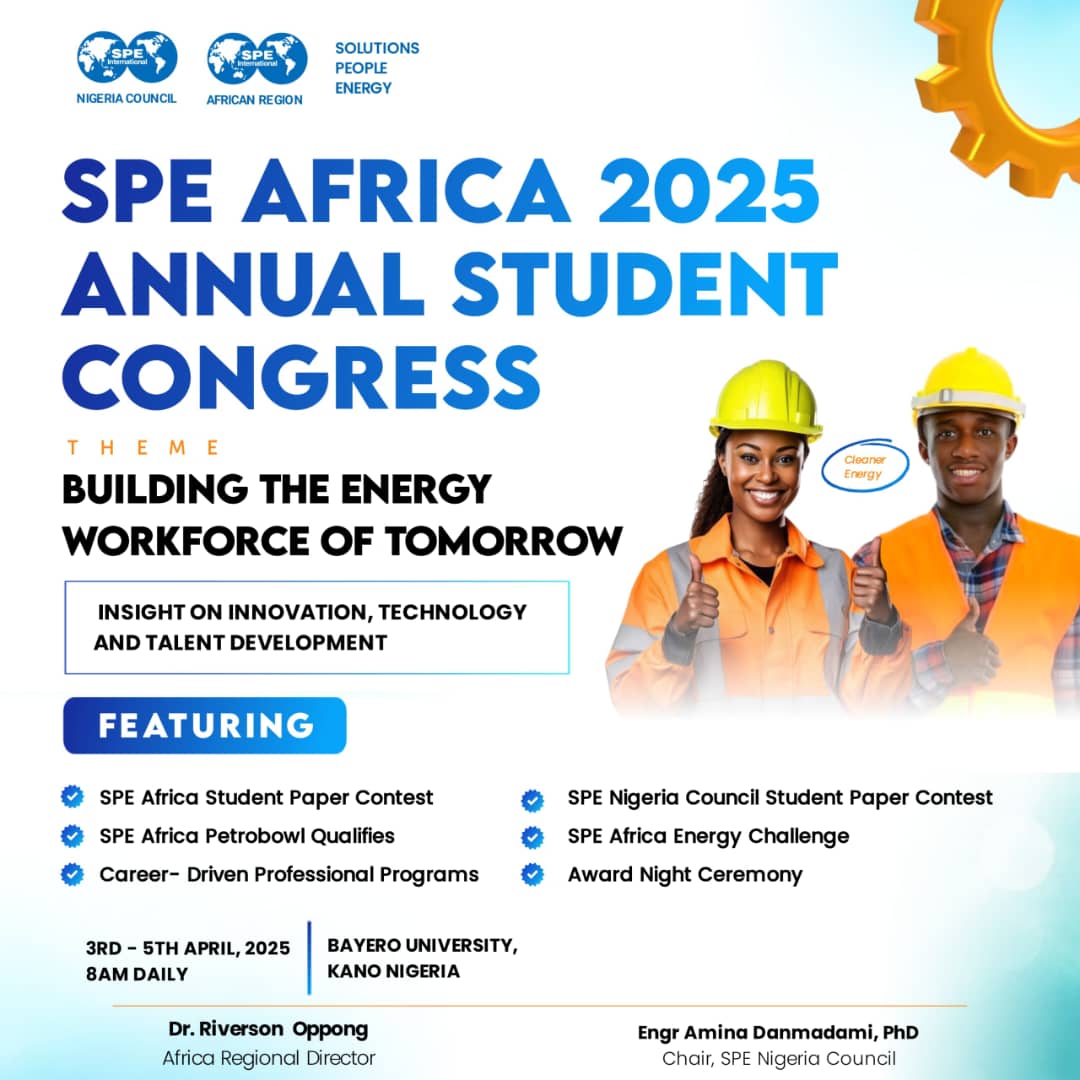 SPE
International
NIGERIA COUNCIL
SPE
International
AFRICAN REGION
SOLUTIONS
PEOPLE
ENERGY
SPE AFRICA 2025
ANNUAL STUDENT
CONGRESS
THEME
BUILDING THE ENERGY
WORKFORCE OF TOMORROW
Cleaner
Energy
INSIGHT ON INNOVATION, TECHNOLOGY
AND TALENT DEVELOPMENT
FEATURING
SPE Africa Student Paper Contest
SPE Africa Petrobowl Qualifies
Career- Driven Professional Programs
SPE Nigeria Council Student Paper Contest
SPE Africa Energy Challenge
Award Night Ceremony
3RD - 5TH APRIL, 2025
8AM DAILY
BAYERO UNIVERSITY,
KANO NIGERIA
Dr. Riverson Oppong
Africa Regional Director
Engr Amina Danmadami, PhD
Chair, SPE Nigeria Council